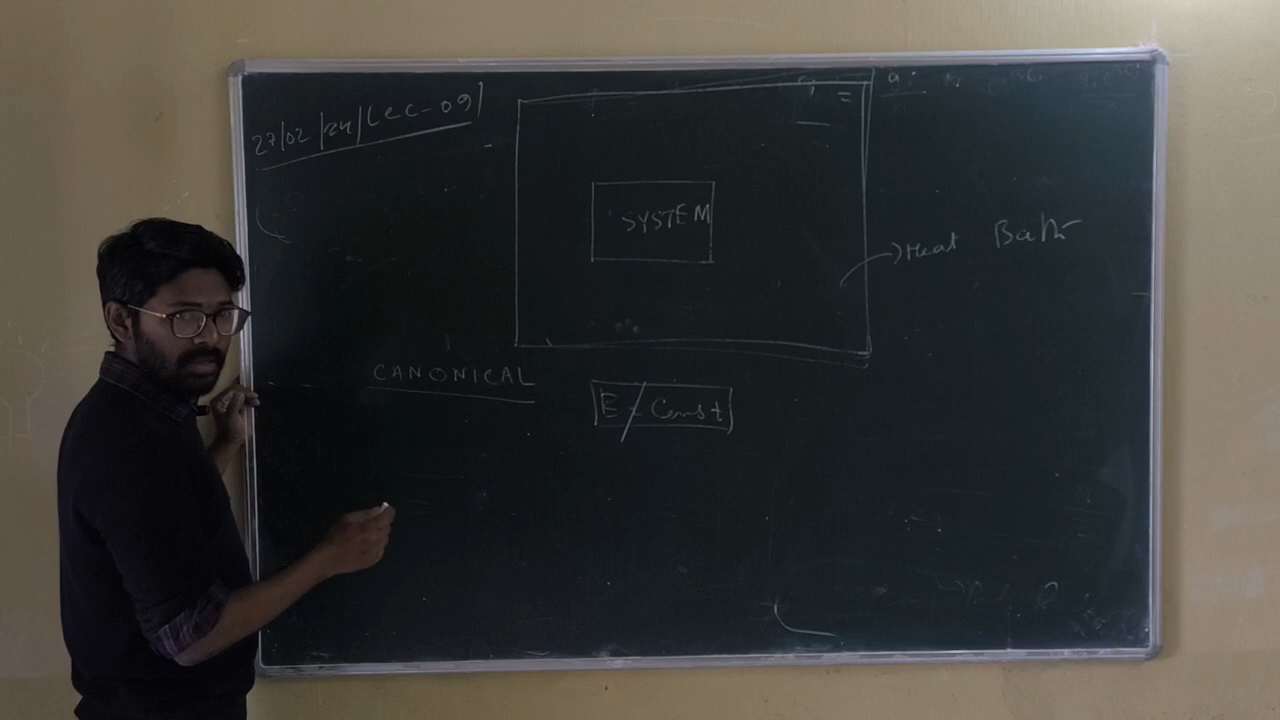 27/02/24/Lec-09]
SYSTEM
→Heat Bath
CANONICAL
E ≠ Const